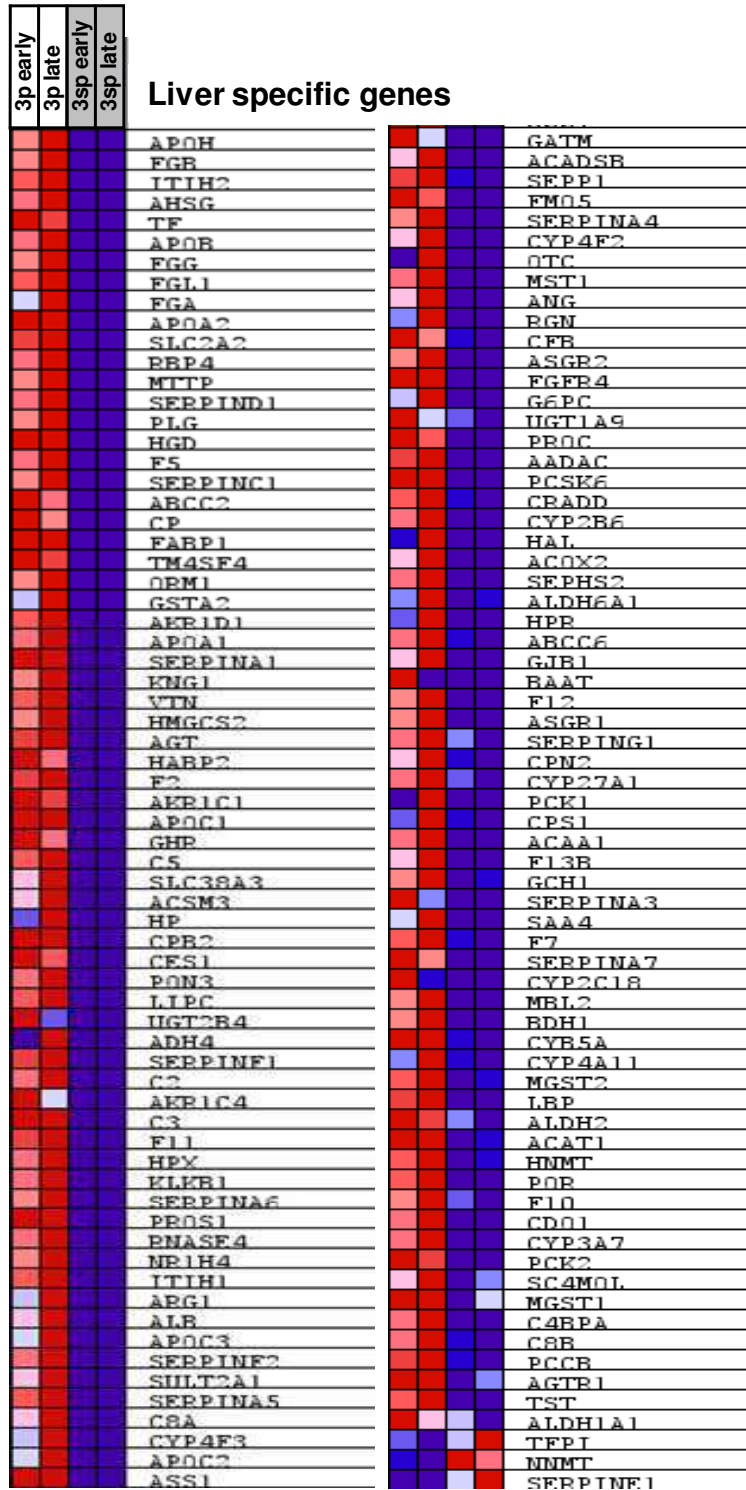 3p early
3p late
3sp early
3sp late
Liver specific genes
APOH
FGB
ITIH2
AHSG
TF
APOB
FGG
FGL1
FGA
APOA2
SLC2A2
RBP4
MTTP
SERPIND1
PLG
HGD
F5
SERPINC1
ABCC2
CP
FABP1
TM4SF4
ORM1
GSTA2
AKR1D1
APOA1
SERPINA1
KNG1
VTN
HMGCS2
AGT
HABP2
F2
AKR1C1
APOC1
GHR
C5
SLC38A3
ACSM3
HP
CPB2
CES1
PON3
LIPC
UGT2B4
ADH4
SERPINF1
C2
AKR1C4
C3
F11
HPX
KLKB1
SERPINA6
PROS1
RNASE4
NR1H4
ITIH1
ARG1
ALB
APOC3
SERPINF2
SULT2A1
SERPINA5
C8A
CYP4F3
APOC2
ASS1
GATM
ACADSB
SEPP1
FMO5
SERPINA4
CYP4F2
OTC
MST1
ANG
RGN
CFB
ASGR2
FGFR4
G6PC
UGT1A9
PROC
AADAC
PCSK6
CRADD
CYP2B6
HAL
ACOX2
SEPHS2
ALDH6A1
HPR
ABCC6
GJB1
BAAT
F12
ASGR1
SERPING1
CPN2
CYP27A1
PCK1
CPS1
ACAA1
F13B
GCH1
SERPINA3
SAA4
F7
SERPINA7
CYP2C18
MBL2
BDH1
CYB5A
CYP4A11
MGST2
LBP
ALDH2
ACAT1
HNMT
POR
F10
CDO1
CYP3A7
PCK2
SC4MOL
MGST1
C4BPA
C8B
PCCB
AGTR1
TST
ALDH1A1
TFPI
NNMT
SERPINE1